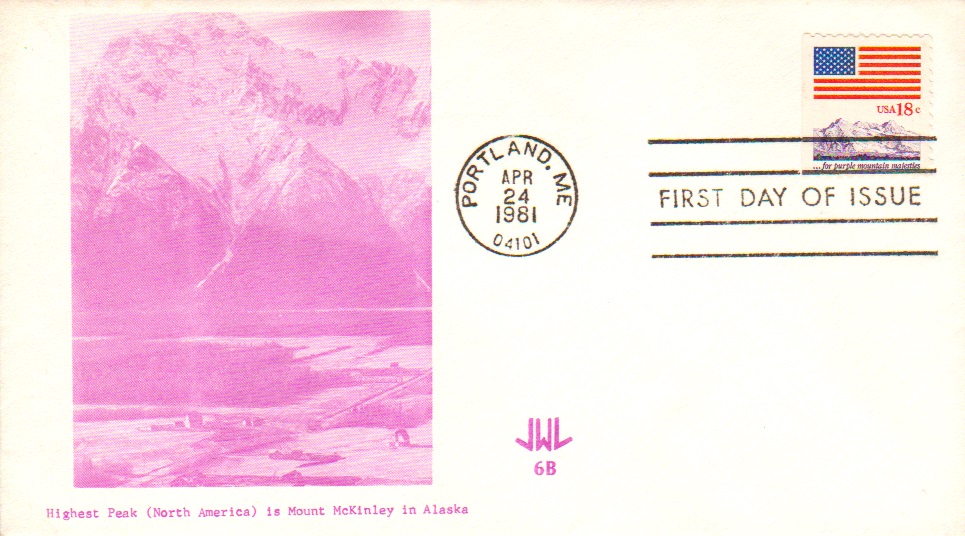 USA18c
...for purple mountain majesties
PORTLAND, ME
APR
24
1981
04101
FIRST DAY OF ISSUE
JWL
6B
Highest Peak (North America) is Mount McKinley in Alaska